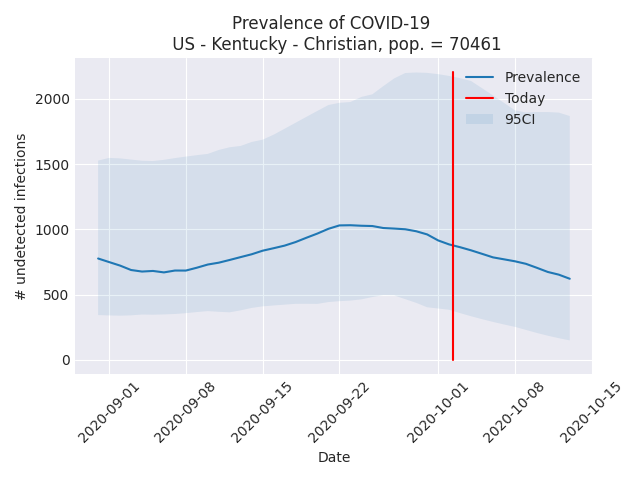 Prevalence of COVID-19
US - Kentucky - Christian, pop. = 70461
Prevalence
Today
95CI
# undetected infections
2000
1500
1000
500
0
2020-09-01
2020-09-08
2020-09-15
2020-09-22
2020-10-01
2020-10-08
2020-10-15
Date